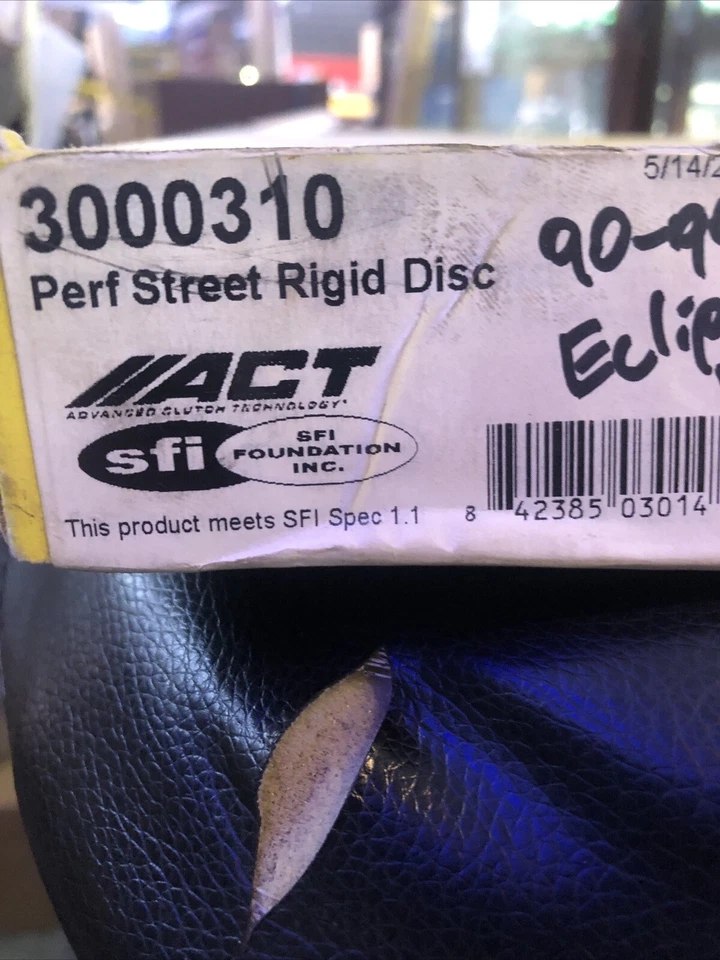 5/14/2
3000310
90-9
Perf Street Rigid Disc
Eclip
ACT
ADVANCED CLUTCH TECHNOLOGY
sfi
SFI
FOUNDATION
INC.
This product meets SFI Spec 1.1
8 42385 03014